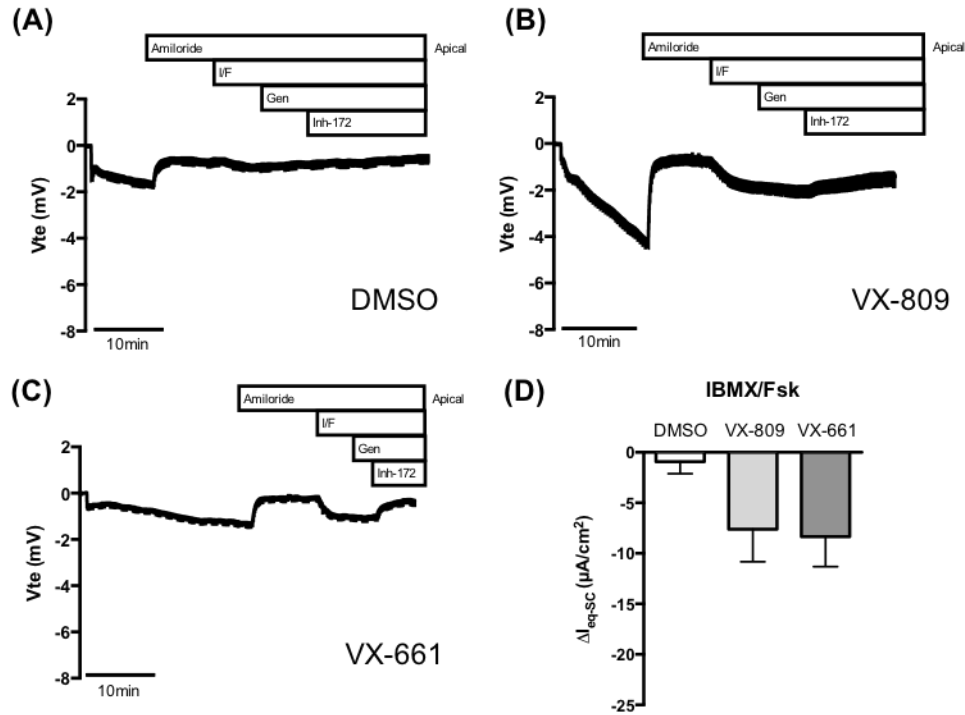 (A)
Amiloride
Apical
I/F
Gen
Inh-172
2
0
-2
-4
-6
-8
Vte (mV)
DMSO
10min
(B)
Amiloride
Apical
I/F
Gen
Inh-172
2
0
-2
-4
-6
-8
Vte (mV)
VX-809
10min
(C)
Amiloride
Apical
I/F
Gen
Inh-172
2
0
-2
-4
-6
-8
Vte (mV)
VX-661
10min
(D)
IBMX/Fsk
DMSO VX-809 VX-661
0
-5
-10
-15
-20
-25
ΔIeq-SC (µA/cm²)